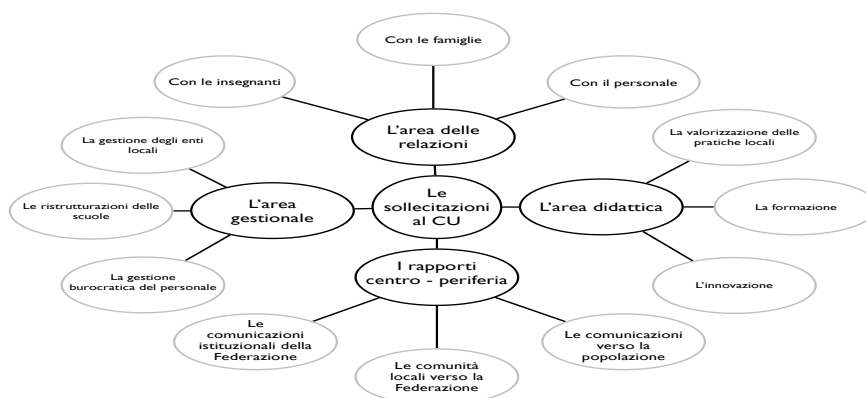 Con le famiglie
Con le insegnanti
Con il personale
L'area delle
relazioni
La gestione degli enti
locali
La valorizzazione delle
pratiche locali
Le ristrutturazioni delle
scuole
L'area
gestionale
Le
sollecitazioni
al CU
L'area didattica
La formazione
La gestione
burocratica del personale
I rapporti
centro - periferia
L'innovazione
Le
comunicazioni
istituzionali della
Federazione
Le comunità
locali verso la
Federazione
Le comunicazioni
verso la
popolazione